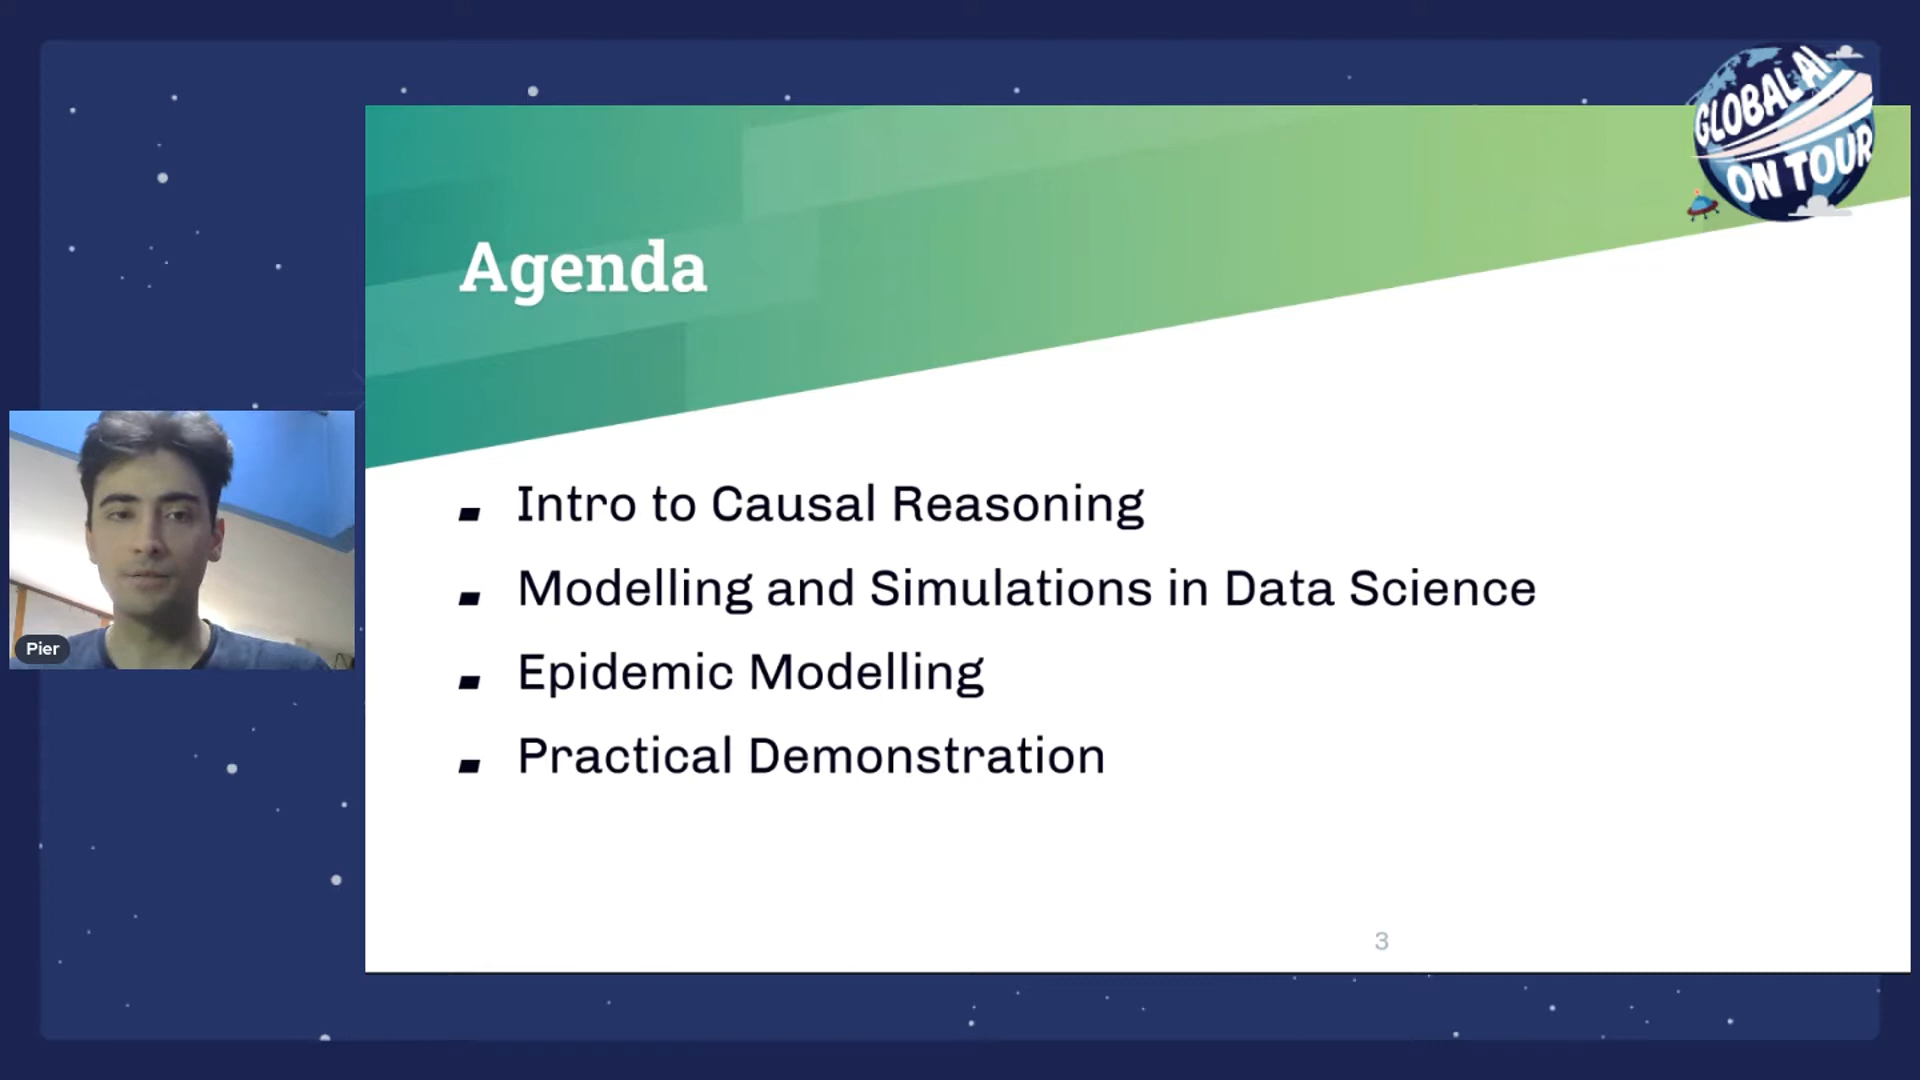 GLOBAL AI
ON TOUR
Agenda
Intro to Causal Reasoning
Modelling and Simulations in Data Science
Epidemic Modelling
Practical Demonstration
Pier
3